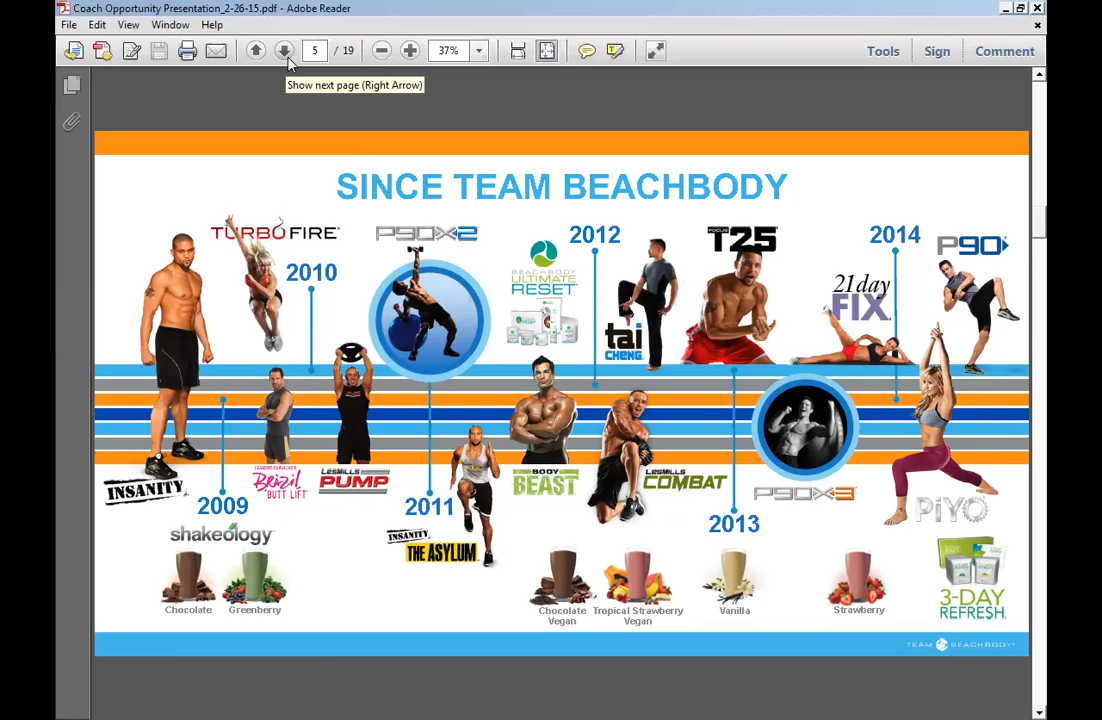 Coach Opportunity Presentation_2-26-15.pdf - Adobe Reader
File Edit View Window Help
5 / 19 37% Tools Sign Comment
Show next page (Right Arrow)
SINCE TEAM BEACHBODY
TURBO FIRE
P90X2
2012
FOCUS
T25
2014
P90
2010
BEACHBODY
ULTIMATE
RESET
21day
FIX
tai
CHENG
INSANITY
2009
BRAZIL
BUTT LIFT
LESMILLS
PUMP
2011
BODY
BEAST
LESMILLS
COMBAT
P90X3
2013
PiYO
shakeology
INSANITY
THE ASYLUM
Chocolate
Greenberry
Chocolate
Vegan
Tropical Strawberry
Vegan
Vanilla
Strawberry
3-DAY
REFRESH
TEAM BEACHBODY